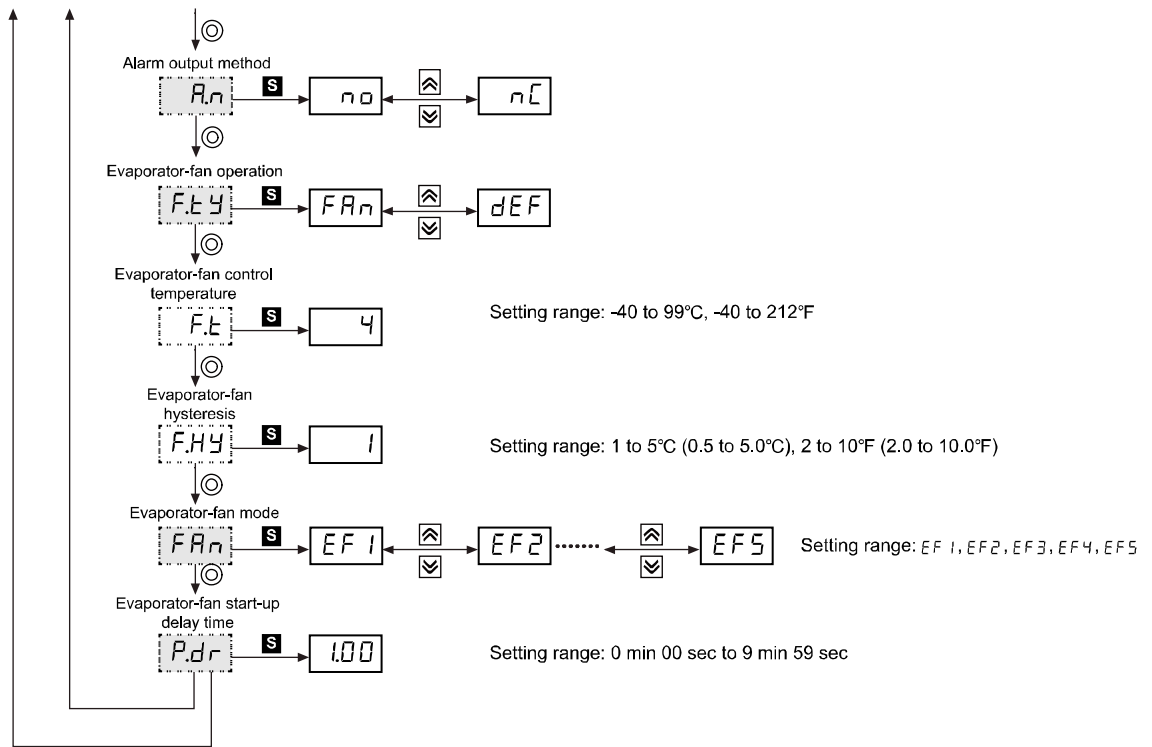 Alarm output method
A.n S no nC
Evaporator-fan operation
F.tY S FAn dEF
Evaporator-fan control
temperature
F.t S 4 Setting range: -40 to 99°C, -40 to 212°F
Evaporator-fan
hysteresis
F.HY S 1 Setting range: 1 to 5°C (0.5 to 5.0°C), 2 to 10°F (2.0 to 10.0°F)
Evaporator-fan mode
FAn S EF1 EF2 ······· EF5 Setting range: EF1, EF2, EF3, EF4, EF5
Evaporator-fan start-up
delay time
P.dr S 1.00 Setting range: 0 min 00 sec to 9 min 59 sec